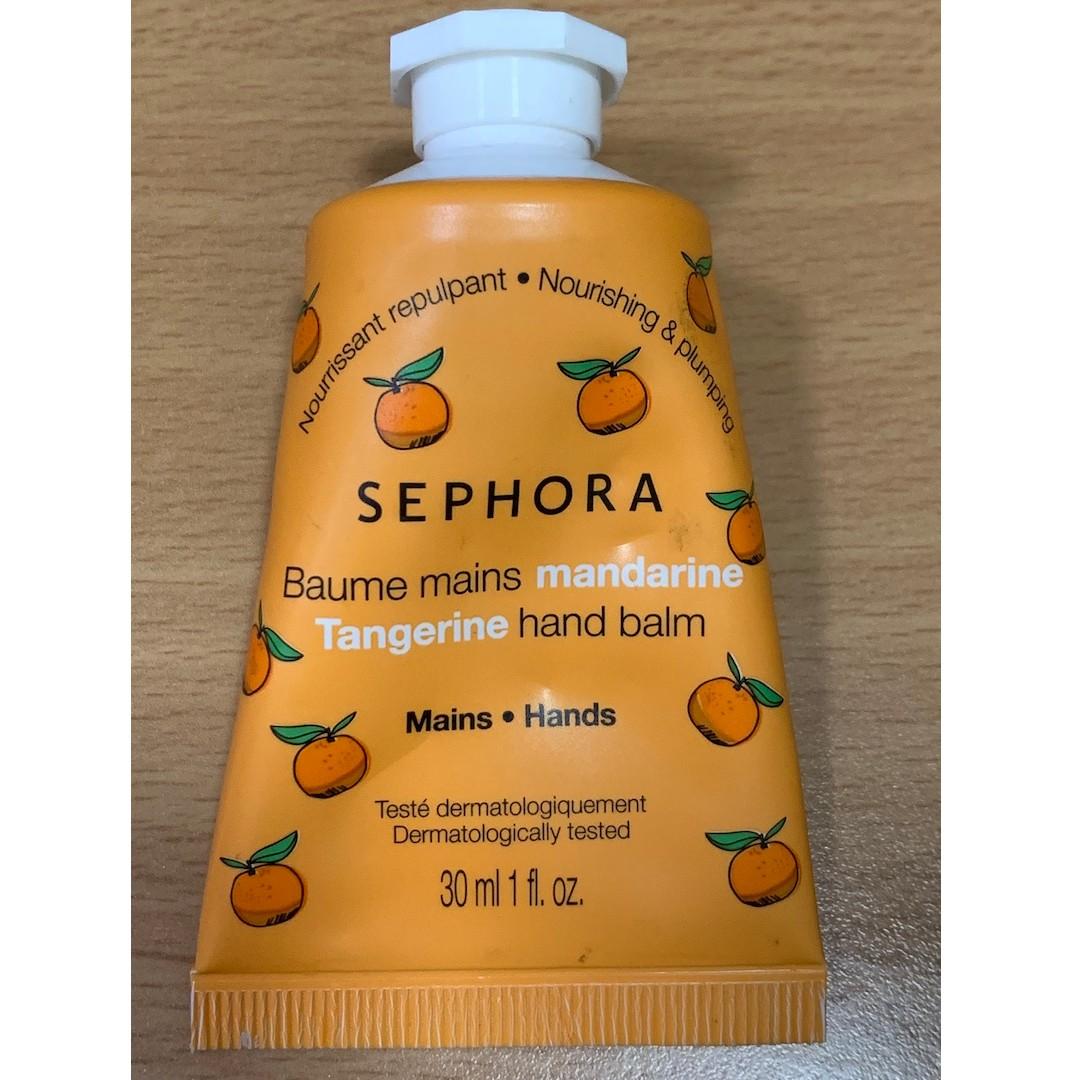 Nourrissant repulpant • Nourishing & plumping
SEPHORA
Baume mains mandarine
Tangerine hand balm
Mains • Hands
Testé dermatologiquement
Dermatologically tested
30 ml 1 fl. oz.